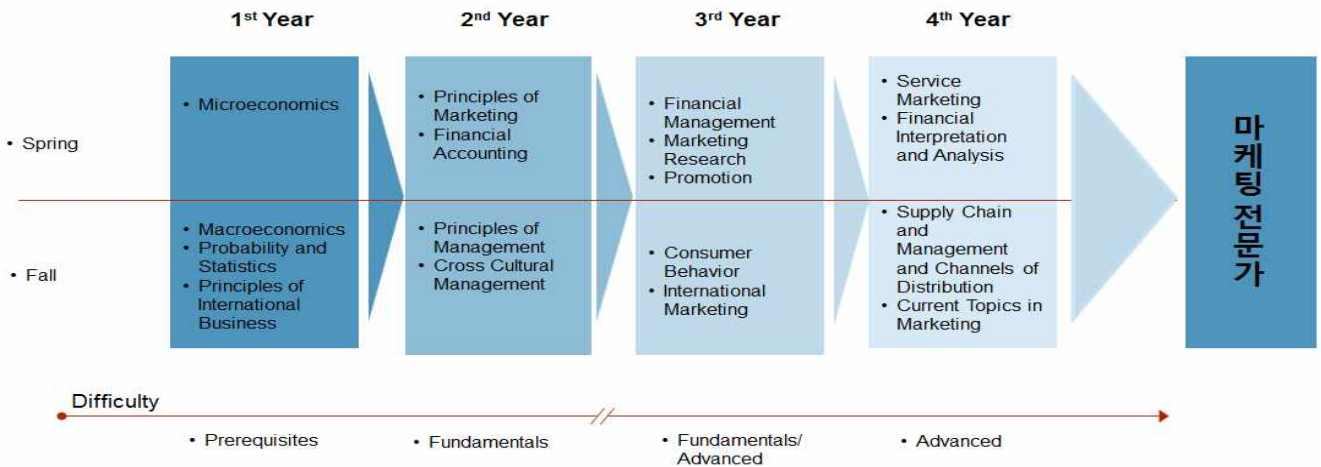 1st Year
2nd Year
3rd Year
4th Year
• Spring
• Microeconomics
• Principles of
Marketing
• Financial
Accounting
• Financial
Management
• Marketing
Research
• Promotion
• Service
Marketing
• Financial
Interpretation
and Analysis
• Fall
• Macroeconomics
• Probability and
Statistics
• Principles of
International
Business
• Principles of
Management
• Cross Cultural
Management
• Consumer
Behavior
• International
Marketing
• Supply Chain
and
Management
and Channels of
Distribution
• Current Topics in
Marketing
마케팅 전문가
Difficulty
• Prerequisites
• Fundamentals
• Fundamentals/
Advanced
• Advanced